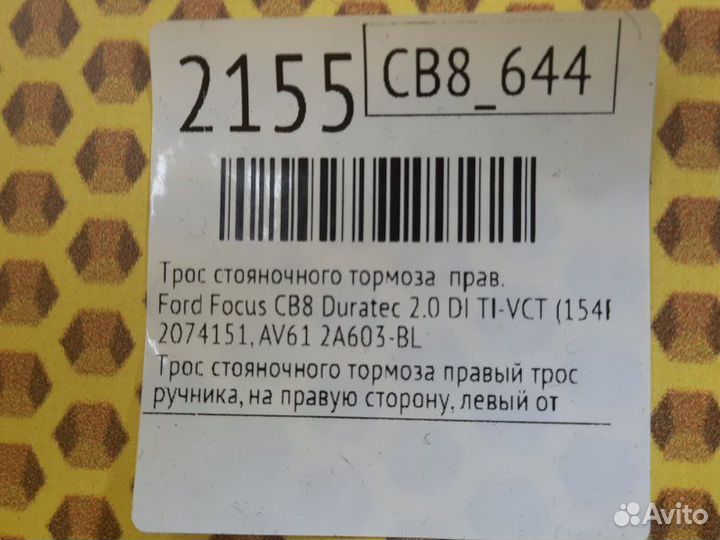 2155
CB8_644
Трос стояночного тормоза прав.
Ford Focus CB8 Duratec 2.0 DI TI-VCT (154
2074151, AV61 2A603-BL
Трос стояночного тормоза правый трос
ручника, на правую сторону, левый от
Avito